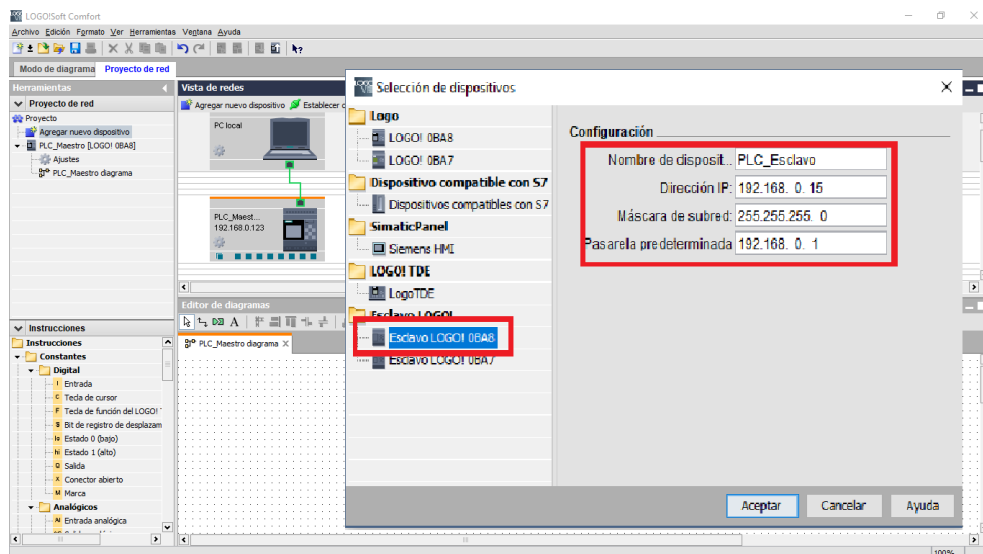 LOGO!Soft Comfort
Archivo Edición Formato Ver Herramientas Ventana Ayuda
Modo de diagrama Proyecto de red
Herramientas
Proyecto de red
Proyecto
Agregar nuevo dispositivo
PLC_Maestro [LOGO! 0BA8]
Ajustes
PLC_Maestro diagrama
Instrucciones
Instrucciones
Constantes
Digital
I Entrada
C Tecla de cursor
F Tecla de función del LOGO!
S Bit de registro de desplazam
lo Estado 0 (bajo)
hi Estado 1 (alto)
Q Salida
X Conector abierto
M Marca
Analógicos
AI Entrada analógica
Vista de redes
Agregar nuevo dispositivo Establecer c
PC local
PLC_Maest...
192.168.0.123
Editor de diagramas
PLC_Maestro diagrama
Selección de dispositivos
Logo
LOGO! 0BA8
LOGO! 0BA7
Dispositivo compatible con S7
Dispositivos compatibles con S7
SimaticPanel
Siemens HMI
LOGO! TDE
LogoTDE
Esclavo LOGO!
Esclavo LOGO! 0BA8
Esclavo LOGO! 0BA7
Configuración
Nombre de disposit... PLC_Esclavo
Dirección IP: 192.168. 0. 15
Máscara de subred: 255.255.255. 0
Pasarela predeterminada 192.168. 0. 1
Aceptar Cancelar Ayuda
100%